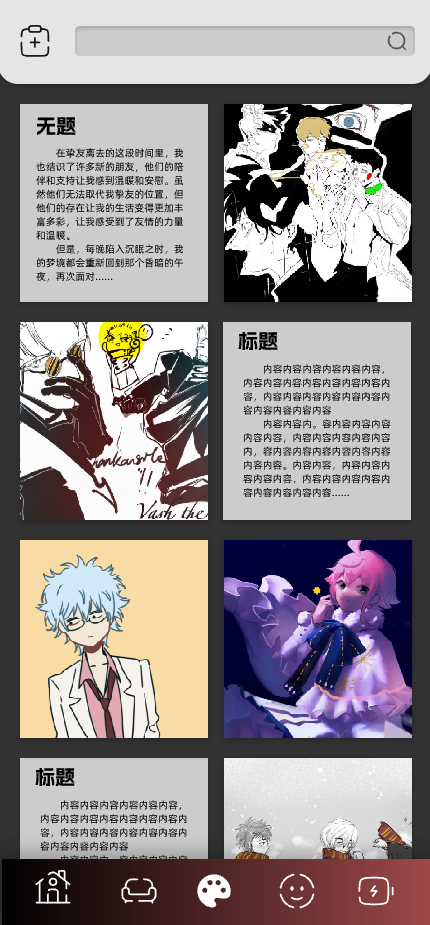 无题
在挚友离去的这段时间里，我
也结识了许多新的朋友，他们的陪
伴和支持让我感到温暖和安慰。虽
然他们无法取代我挚友的位置，但
他们的存在让我的生活变得更加丰
富多彩，让我感受到了友情的力量
和温暖。
但是，每晚陷入沉眠之时，我
的梦境都会重新回到那个昏暗的午
夜，再次面对……
Vash the
标题
内容内容内容内容内容内容，
内容内容内容内容内容内容内容内
容，内容内容内容内容内容内容内
容内容内容内容内容
内容内容内。容内容内容内容
内容内容，内容内容内容内容内容
内，容内容内容内容内容内容内容
内容内容。内容内容，内容内容内
容内容内容，内容内容内容内容内
容内容内容内容内容……
标题
内容内容内容内容内容内容，
内容内容内容内容内容内容内容内
容，内容内容内容内容内容内容内
容内容内容内容内容